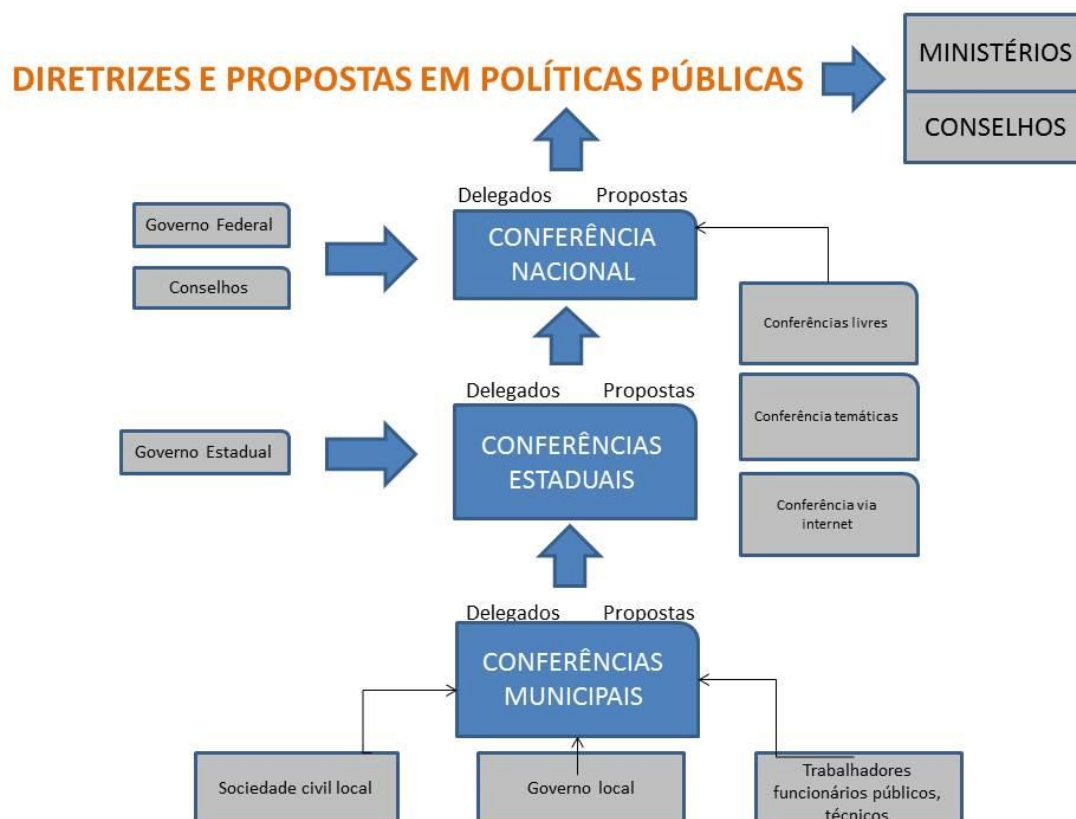 DIRETRIZES E PROPOSTAS EM POLÍTICAS PÚBLICAS
MINISTÉRIOS
CONSELHOS
Delegados Propostas
Governo Federal
Conselhos
CONFERÊNCIA
NACIONAL
Conferências livres
Delegados Propostas
Governo Estadual
CONFERÊNCIAS
ESTADUAIS
Conferência temáticas
Conferência via
internet
Delegados Propostas
CONFERÊNCIAS
MUNICIPAIS
Sociedade civil local
Governo local
Trabalhadores
funcionários públicos,
técnicos